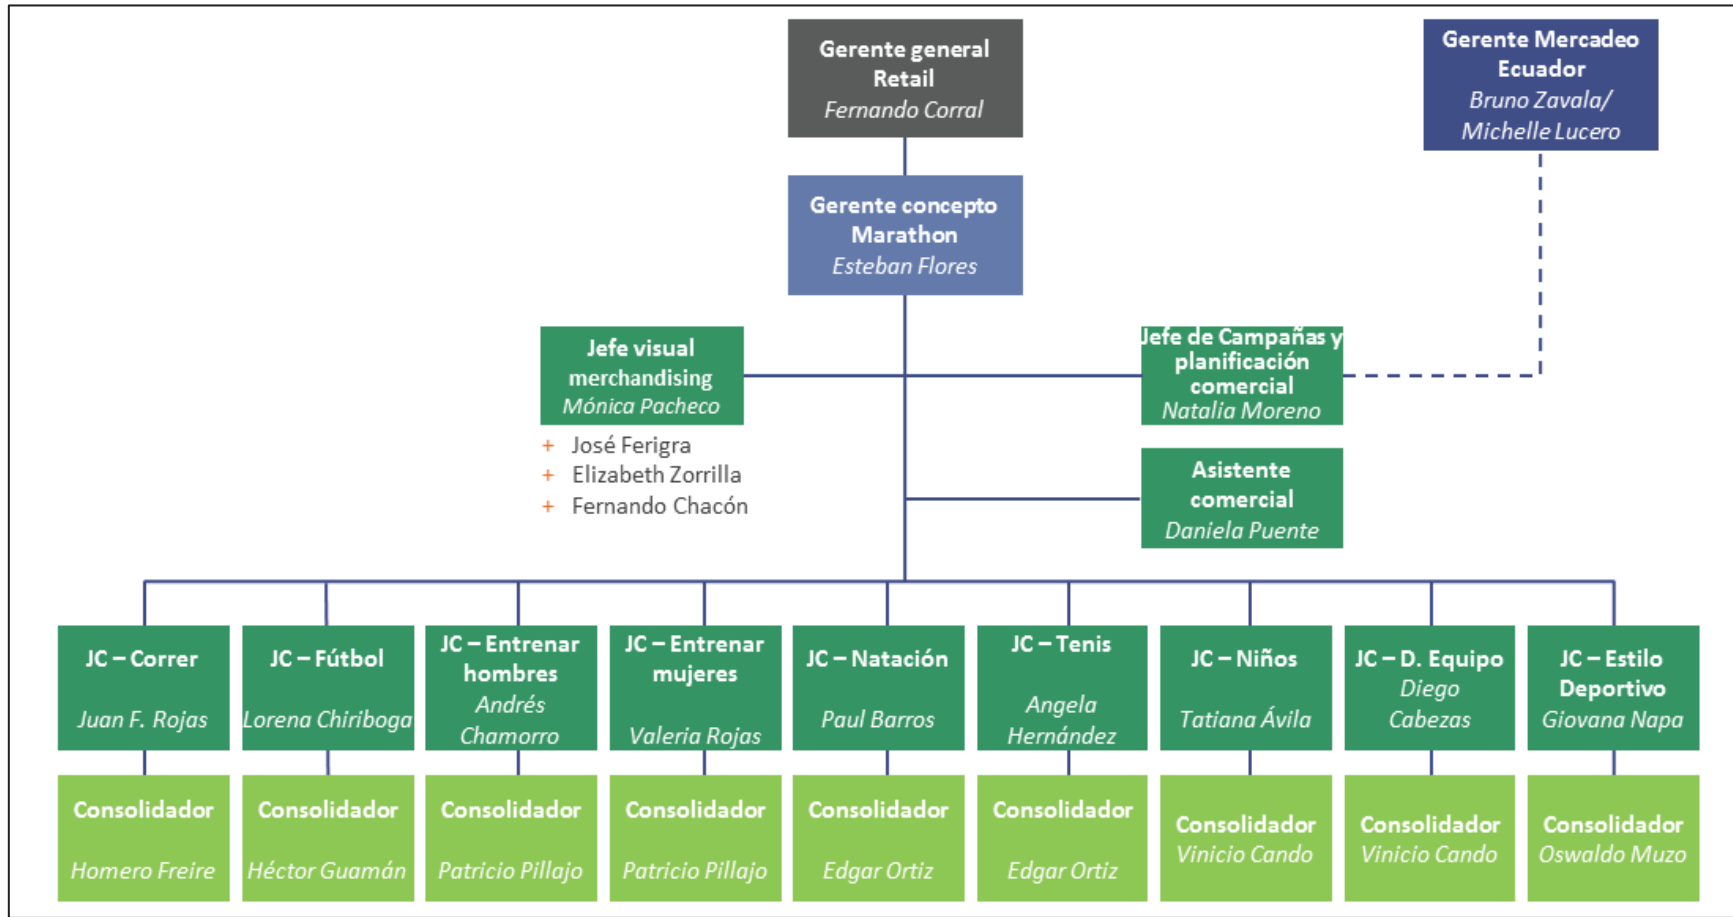 Gerente general
Retail
Fernando Corral
Gerente Mercadeo
Ecuador
Bruno Zavala/
Michelle Lucero
Gerente concepto
Marathon
Esteban Flores
Jefe visual
merchandising
Mónica Pacheco
+ José Ferigra
+ Elizabeth Zorrilla
+ Fernando Chacón
Jefe de Campañas y
planificación
comercial
Natalia Moreno
Asistente
comercial
Daniela Puente
JC – Correr
Juan F. Rojas
JC – Fútbol
Lorena Chiriboga
JC – Entrenar
hombres
Andrés
Chamorro
JC – Entrenar
mujeres
Valeria Rojas
JC – Natación
Paul Barros
JC – Tenis
Angela
Hernández
JC – Niños
Tatiana Ávila
JC – D. Equipo
Diego
Cabezas
JC – Estilo
Deportivo
Giovana Napa
Consolidador
Homero Freire
Consolidador
Héctor Guamán
Consolidador
Patricio Pillajo
Consolidador
Patricio Pillajo
Consolidador
Edgar Ortiz
Consolidador
Edgar Ortiz
Consolidador
Vinicio Cando
Consolidador
Vinicio Cando
Consolidador
Oswaldo Muzo